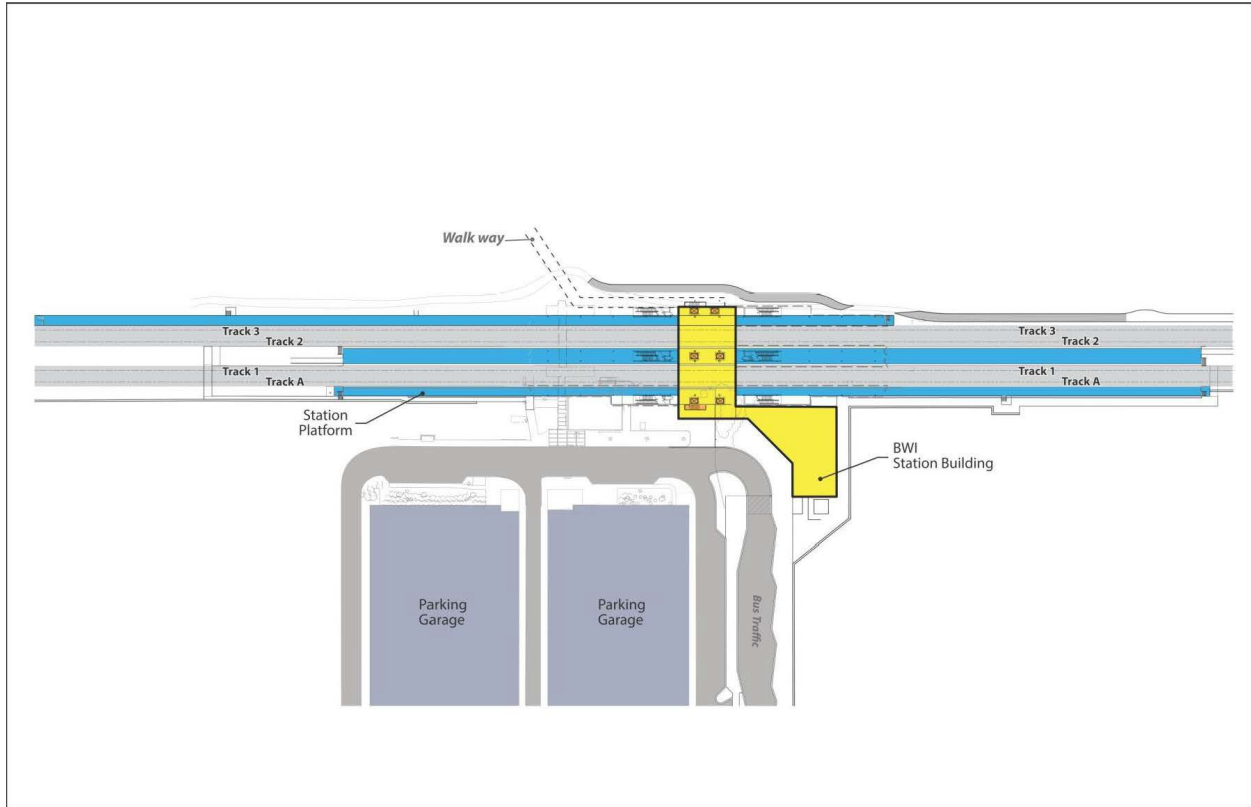 Walk way
Track 3
Track 2
Track 3
Track 2
Track 1
Track A
Track 1
Track A
Station
Platform
BWI
Station Building
Parking
Garage
Parking
Garage
Bus Traffic